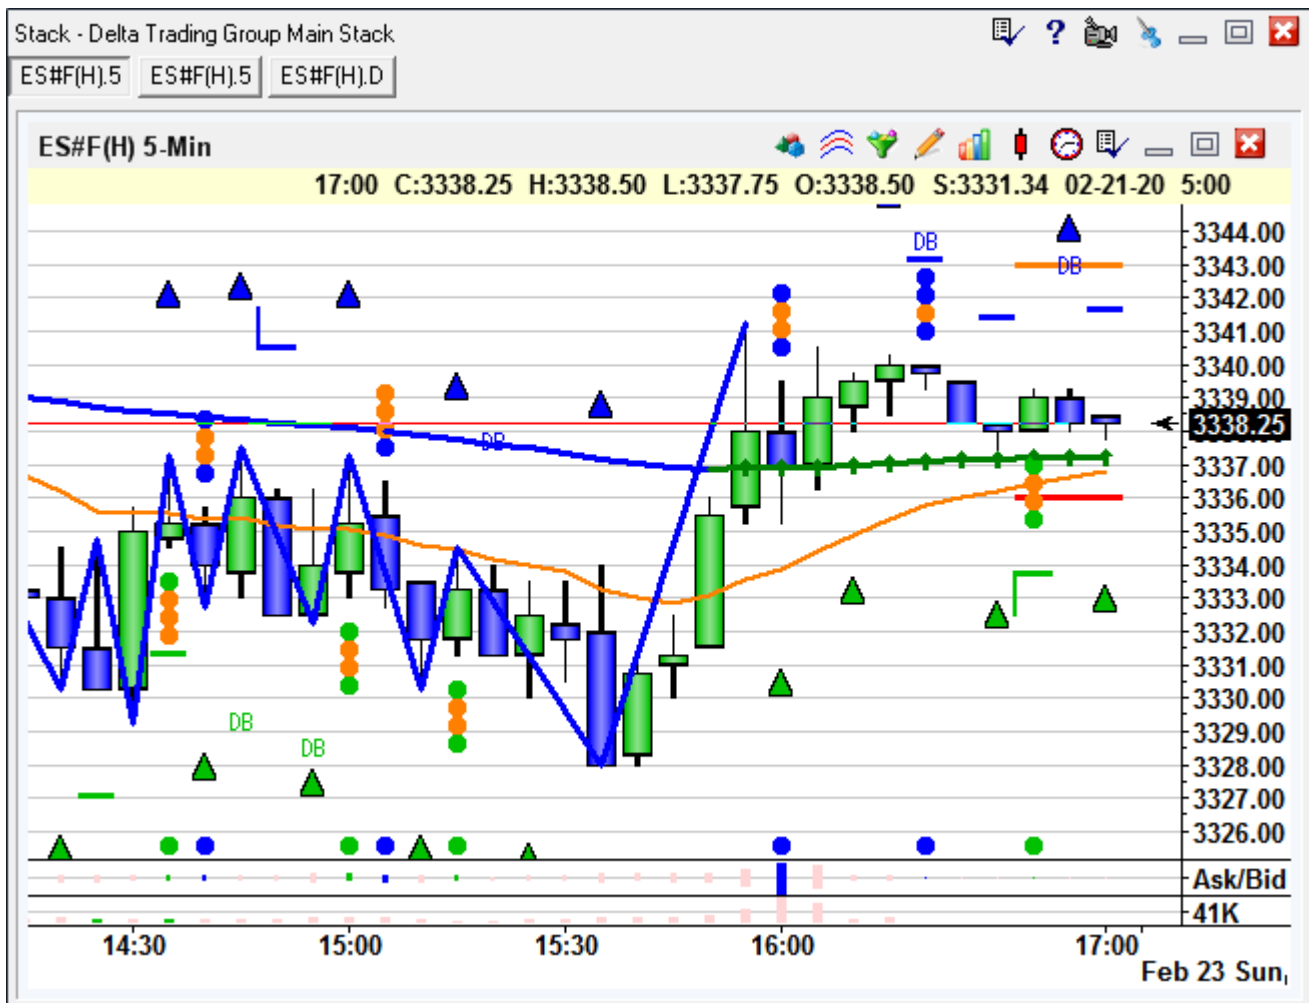 Stack - Delta Trading Group Main Stack
ES#F(H).5 ES#F(H).5 ES#F(H).D
ES#F(H) 5-Min
17:00 C:3338.25 H:3338.50 L:3337.75 O:3338.50 S:3331.34 02-21-20 5:00
3344.00
DB
3343.00
DB
3342.00
3341.00
3340.00
3339.00
3338.25
DB
3337.00
3336.00
3335.00
3334.00
3333.00
3332.00
3331.00
3330.00
DB
3329.00
DB
3328.00
3327.00
3326.00
Ask/Bid
41K
14:30 15:00 15:30 16:00 17:00
Feb 23 Sun,